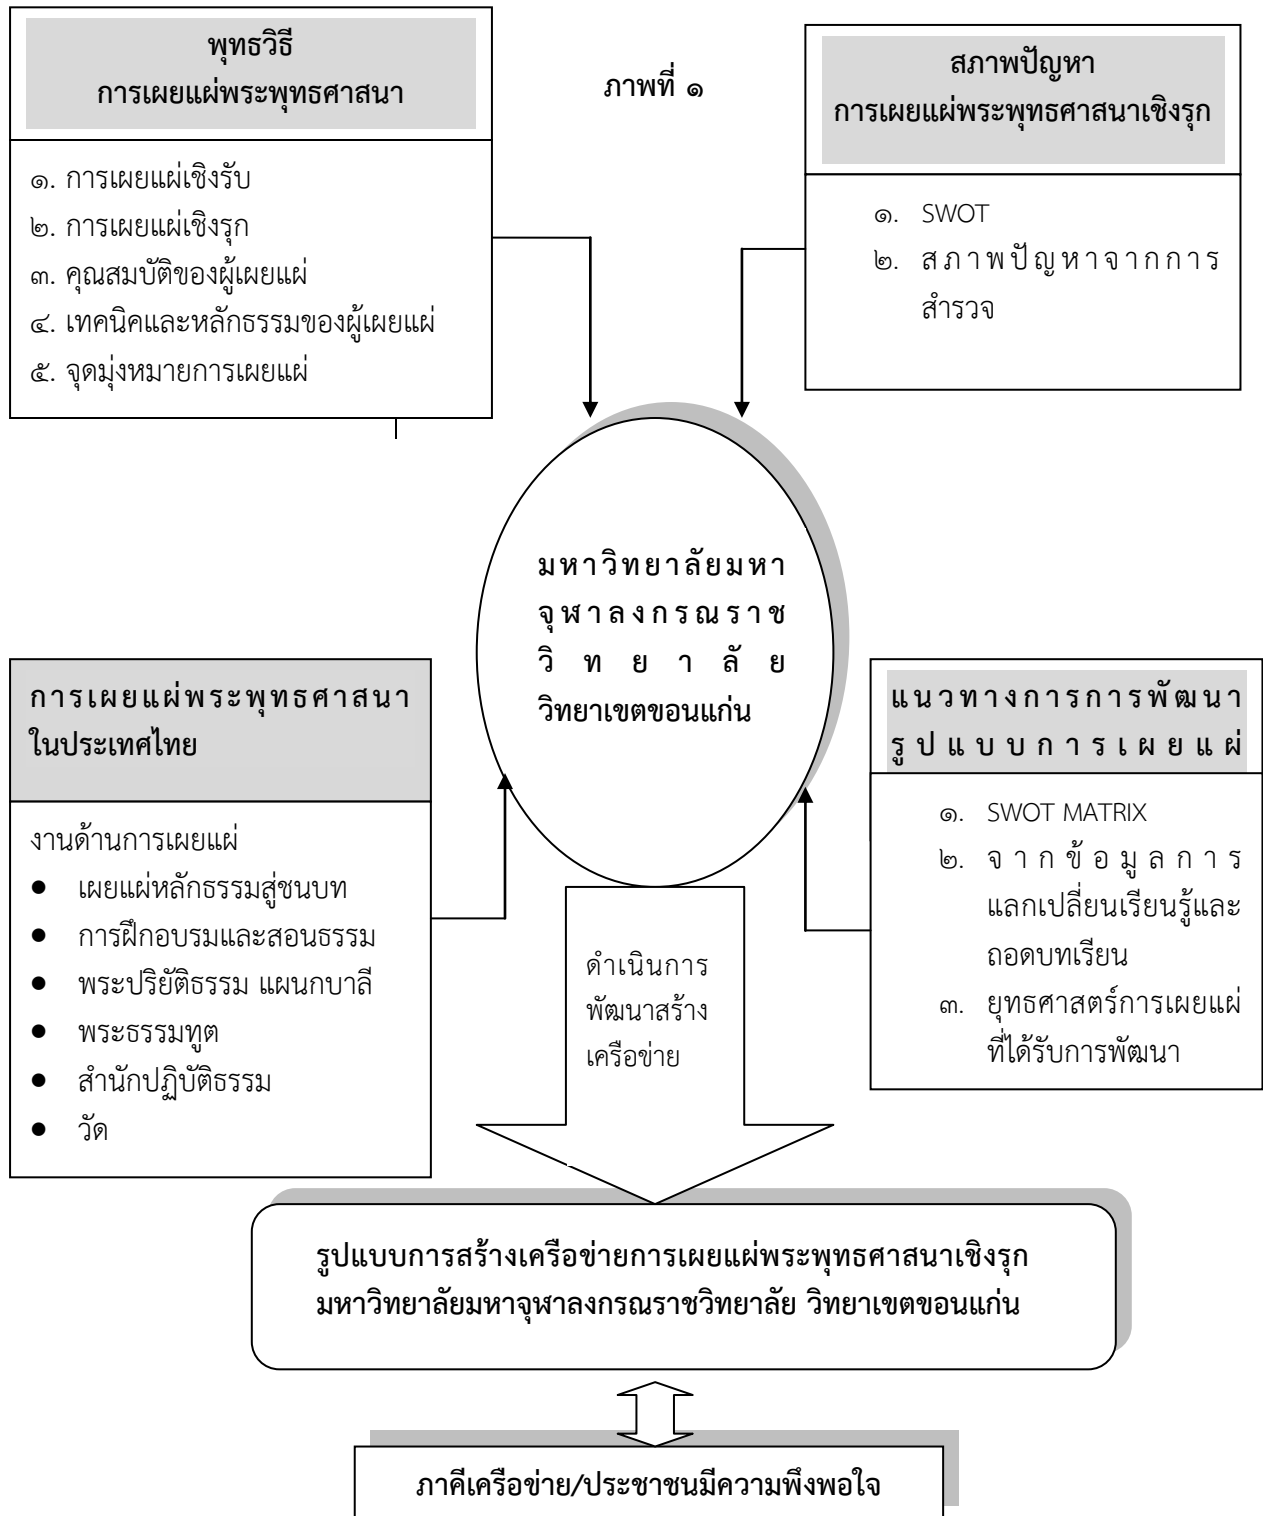 พุทธวิธี
การเผยแผ่พระพุทธศาสนา
๑. การเผยแผ่เชิงรับ
๒. การเผยแผ่เชิงรุก
๓. คุณสมบัติของผู้เผยแผ่
๔. เทคนิคและหลักธรรมของผู้เผยแผ่
๕. จุดมุ่งหมายการเผยแผ่
ภาพที่ ๑
สภาพปัญหา
การเผยแผ่พระพุทธศาสนาเชิงรุก
๑. SWOT
๒. สภาพปัญหาจากการ
สำรวจ
มหาวิทยาลัยมหา
จุฬาลงกรณราช
วิทยาลัย
วิทยาเขตขอนแก่น
การเผยแผ่พระพุทธศาสนา
ในประเทศไทย
งานด้านการเผยแผ่
● เผยแผ่หลักธรรมสู่ชนบท
● การฝึกอบรมและสอนธรรม
● พระปริยัติธรรม แผนกบาลี
● พระธรรมทูต
● สำนักปฏิบัติธรรม
● วัด
แนวทางการการพัฒนา
รูปแบบการเผยแผ่
๑. SWOT MATRIX
๒. จากข้อมูลการ
แลกเปลี่ยนเรียนรู้และ
ถอดบทเรียน
๓. ยุทธศาสตร์การเผยแผ่
ที่ได้รับการพัฒนา
ดำเนินการ
พัฒนาสร้าง
เครือข่าย
รูปแบบการสร้างเครือข่ายการเผยแผ่พระพุทธศาสนาเชิงรุก
มหาวิทยาลัยมหาจุฬาลงกรณราชวิทยาลัย วิทยาเขตขอนแก่น
ภาคีเครือข่าย/ประชาชนมีความพึงพอใจ